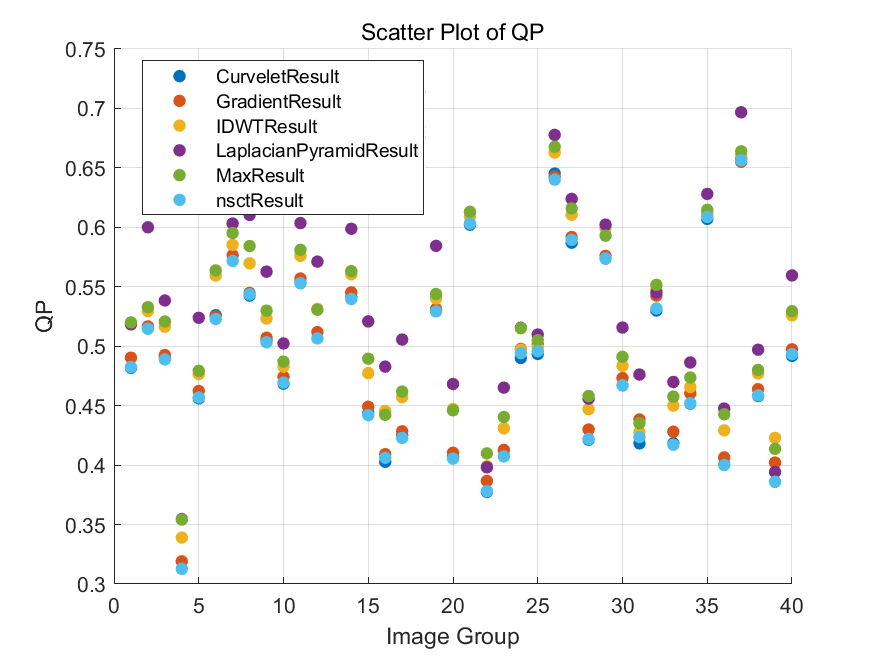 Scatter Plot of QP
0.75
0.7
0.65
0.6
0.55
0.5
0.45
0.4
0.35
0.3
QP
CurveletResult
GradientResult
IDWTResult
LaplacianPyramidResult
MaxResult
nsctResult
0 5 10 15 20 25 30 35 40
Image Group